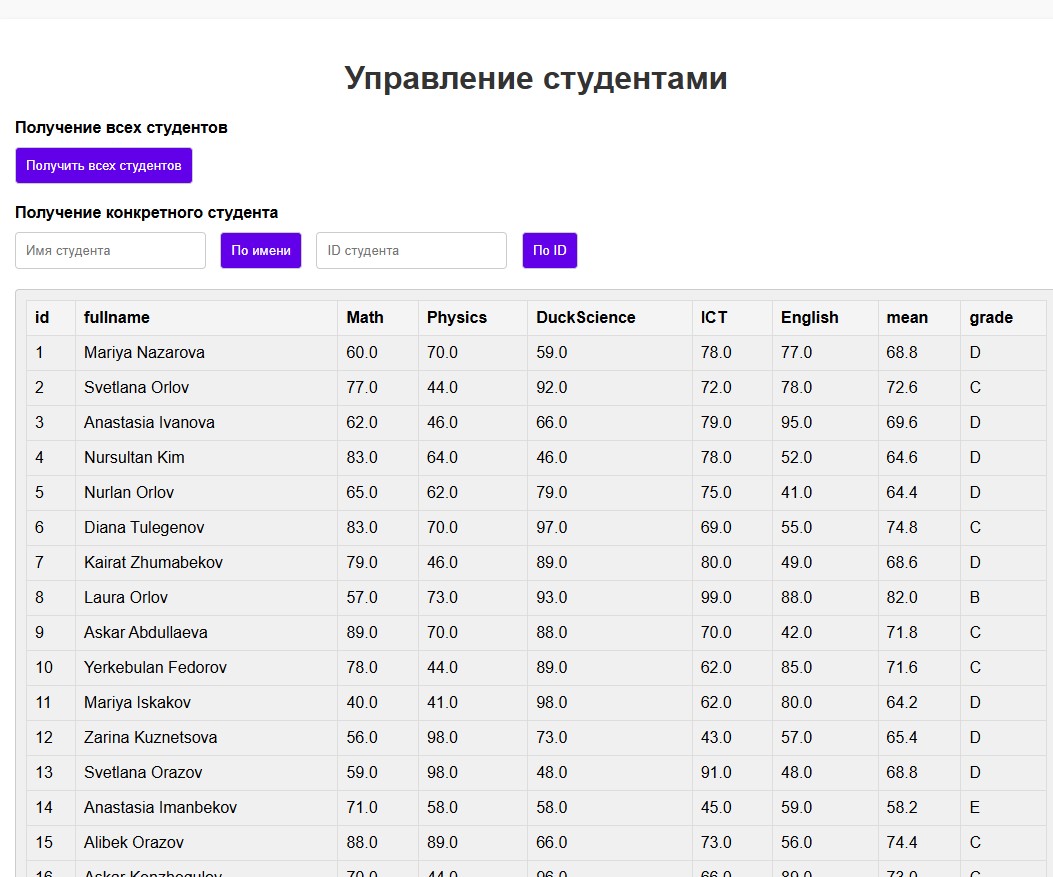 Управление студентами
Получение всех студентов
Получить всех студентов
Получение конкретного студента
Имя студента По имени ID студента По ID
id fullname Math Physics DuckScience ICT English mean grade
1 Mariya Nazarova 60.0 70.0 59.0 78.0 77.0 68.8 D
2 Svetlana Orlov 77.0 44.0 92.0 72.0 78.0 72.6 C
3 Anastasia Ivanova 62.0 46.0 66.0 79.0 95.0 69.6 D
4 Nursultan Kim 83.0 64.0 46.0 78.0 52.0 64.6 D
5 Nurlan Orlov 65.0 62.0 79.0 75.0 41.0 64.4 D
6 Diana Tulegenov 83.0 70.0 97.0 69.0 55.0 74.8 C
7 Kairat Zhumabekov 79.0 46.0 89.0 80.0 49.0 68.6 D
8 Laura Orlov 57.0 73.0 93.0 99.0 88.0 82.0 B
9 Askar Abdullaeva 89.0 70.0 88.0 70.0 42.0 71.8 C
10 Yerkebulan Fedorov 78.0 44.0 89.0 62.0 85.0 71.6 C
11 Mariya Iskakov 40.0 41.0 98.0 62.0 80.0 64.2 D
12 Zarina Kuznetsova 56.0 98.0 73.0 43.0 57.0 65.4 D
13 Svetlana Orazov 59.0 98.0 48.0 91.0 48.0 68.8 D
14 Anastasia Imanbekov 71.0 58.0 58.0 45.0 59.0 58.2 E
15 Alibek Orazov 88.0 89.0 66.0 73.0 56.0 74.4 C
16 Askar 70.0 44.0 96.0 66.0 89.0 73.0 C